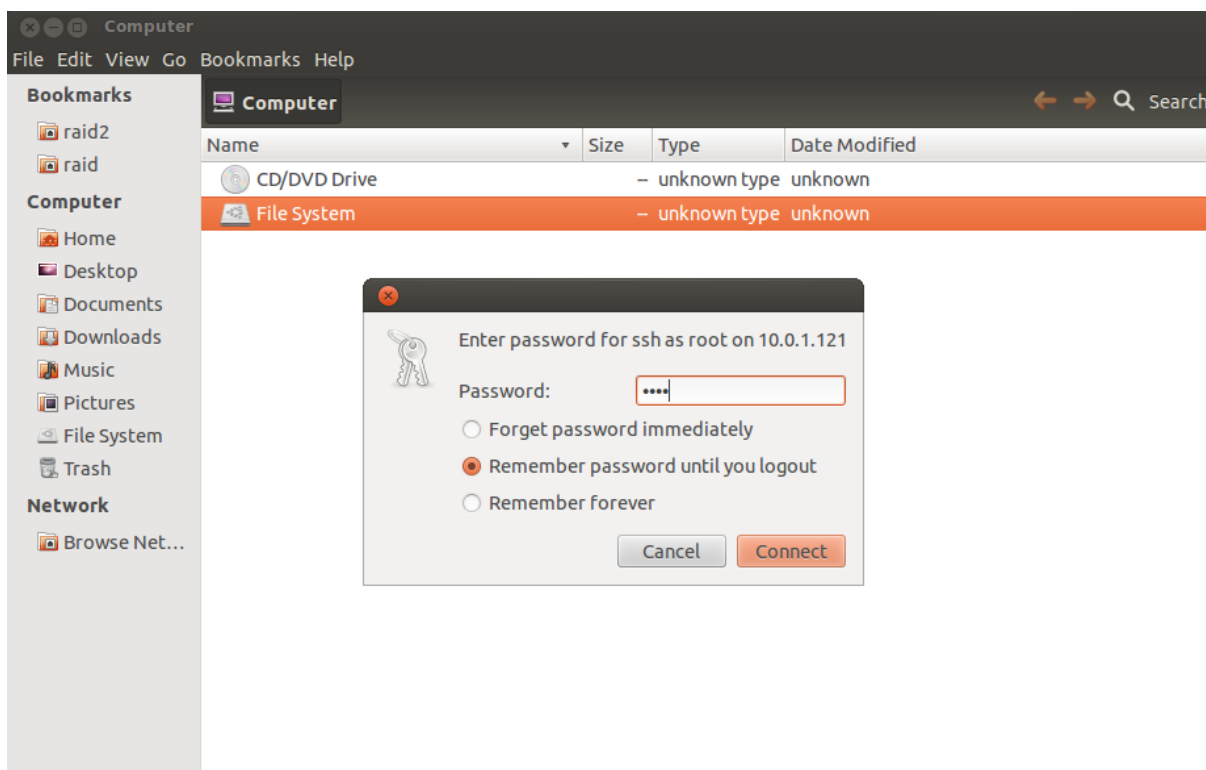 Computer
File Edit View Go Bookmarks Help
Bookmarks
raid2
raid
Computer
Home
Desktop
Documents
Downloads
Music
Pictures
File System
Trash
Network
Browse Net...
Computer
Search
Name Size Type Date Modified
CD/DVD Drive – unknown type unknown
File System – unknown type unknown
Enter password for ssh as root on 10.0.1.121
Password: ••••
Forget password immediately
Remember password until you logout
Remember forever
Cancel Connect